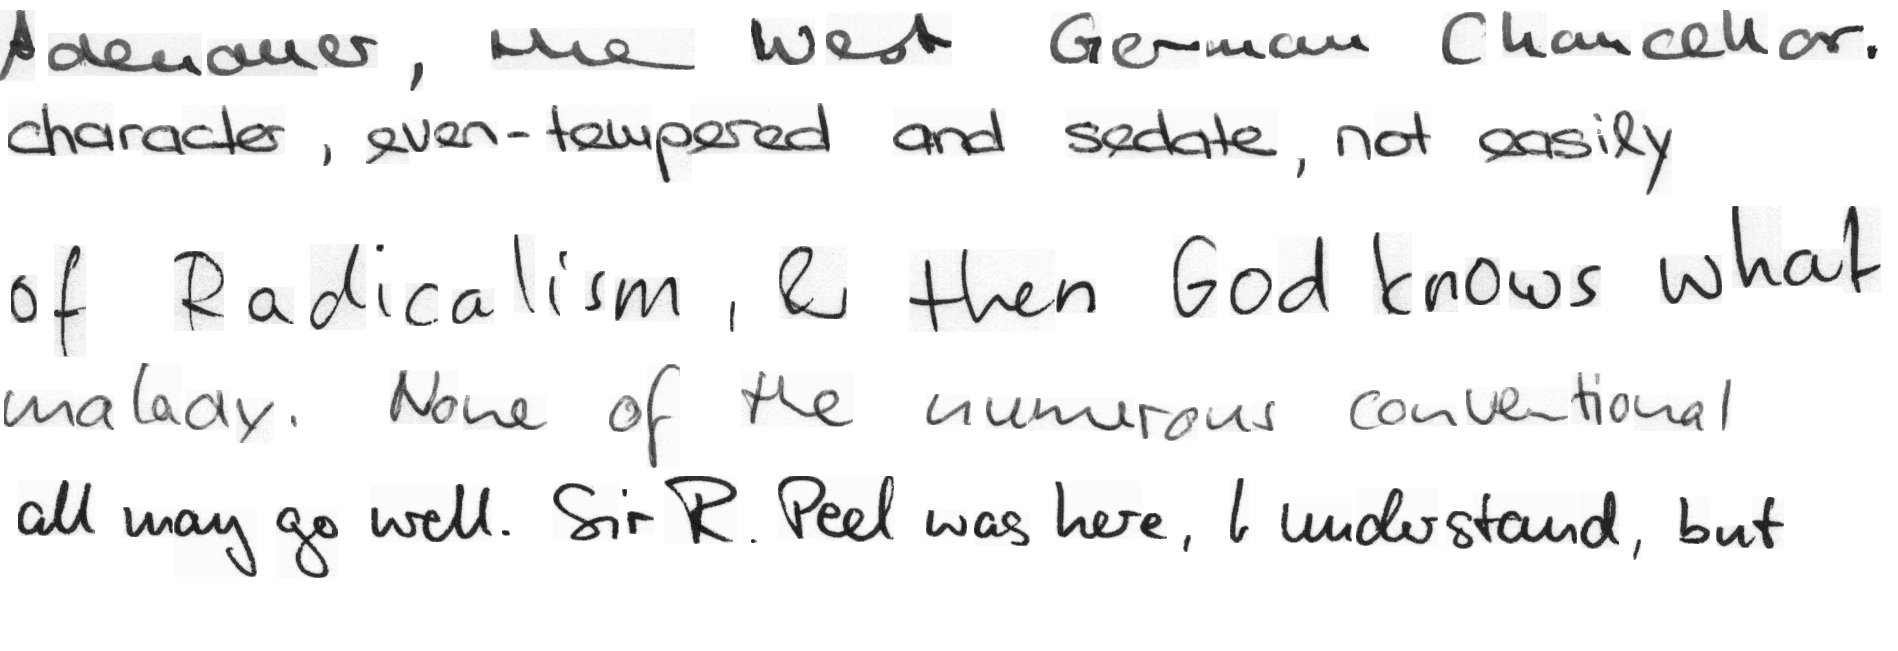 Adenauer, the West German Chancellor.
character, even-tempered and sedate, not easily
of Radicalism, & then God knows what
malady. None of the numerous conventional
all may go well. Sir R. Peel was here, I understand, but